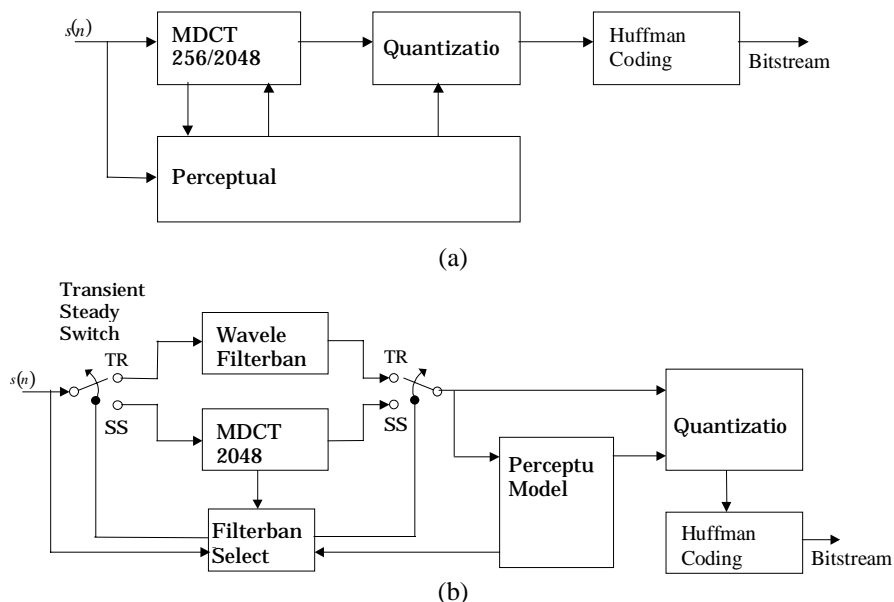 s(n)
MDCT
256/2048
Quantizatio
Huffman
Coding
Bitstream
Perceptual
(a)
Transient
Steady
Switch
s(n)
TR
SS
Wavele
Filterban
MDCT
2048
TR
SS
Filterban
Select
Perceptu
Model
Quantizatio
Huffman
Coding
Bitstream
(b)